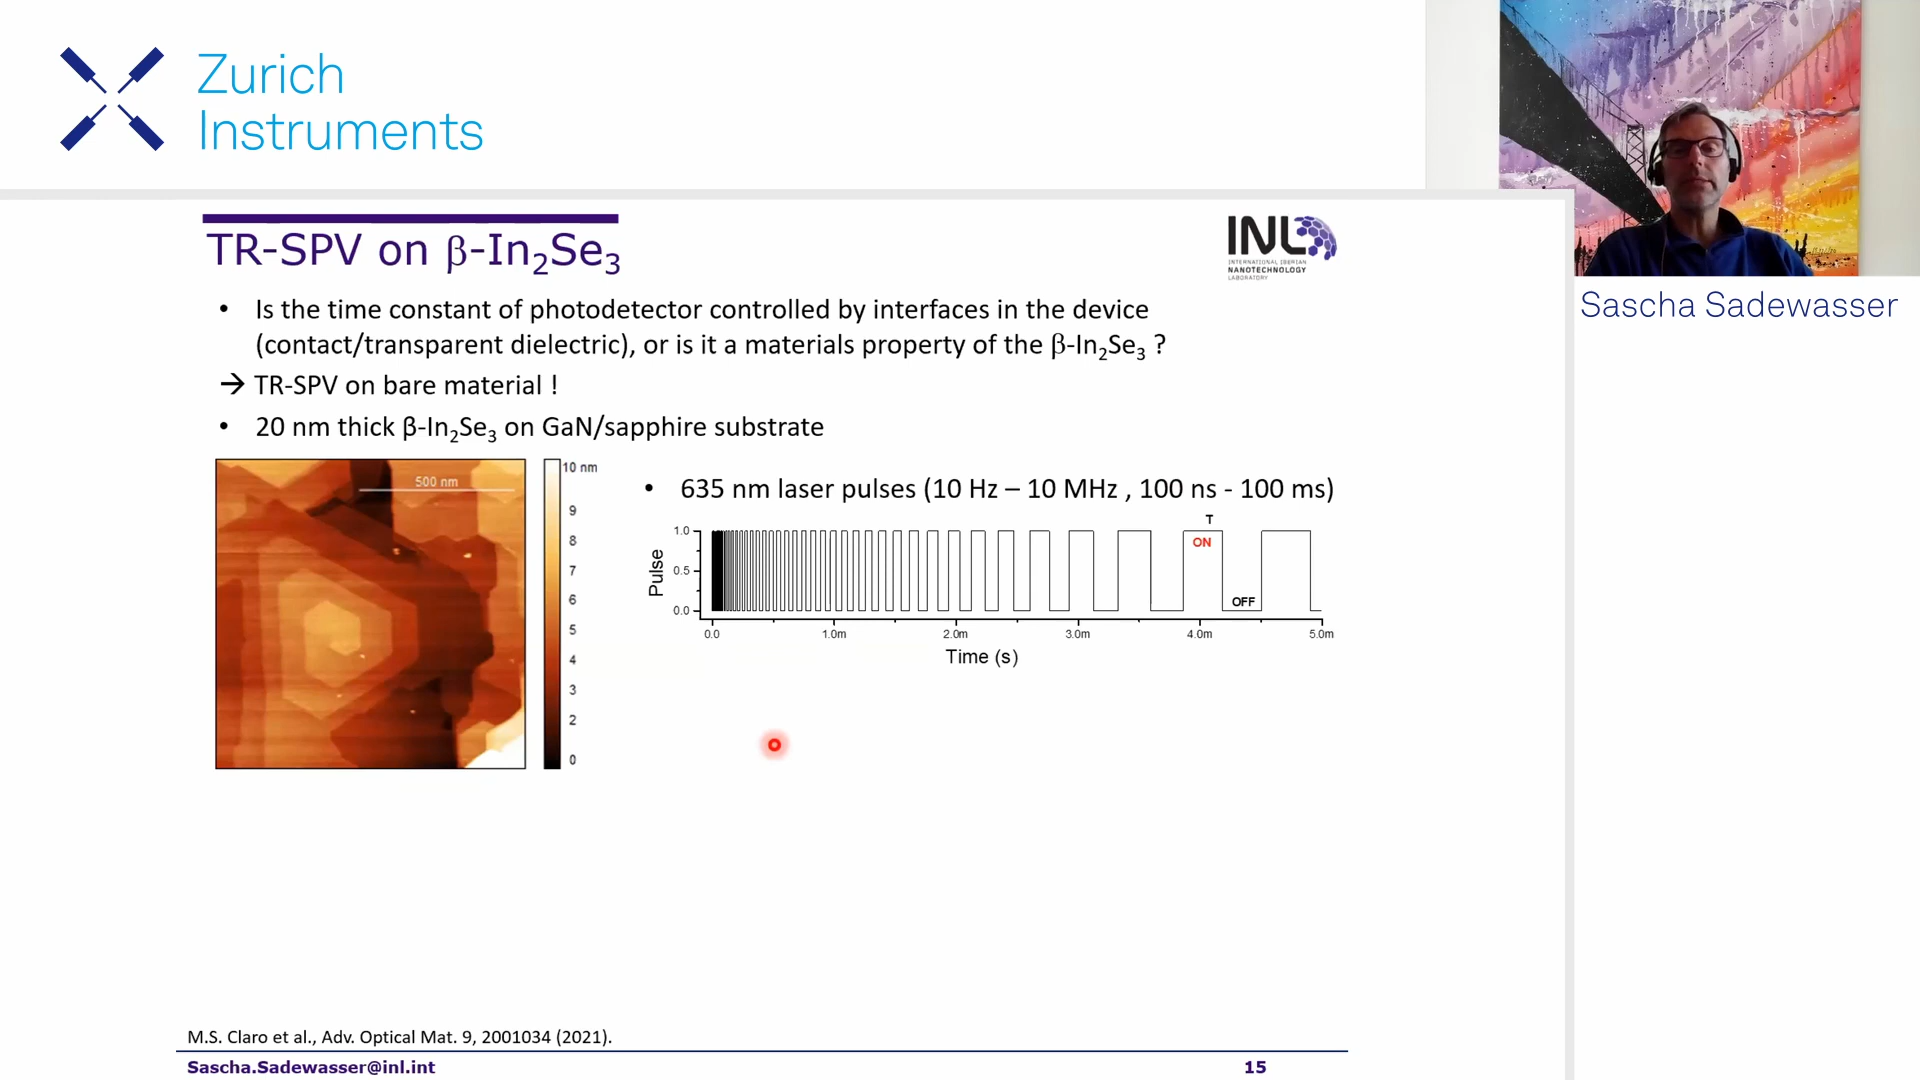 Zurich
Instruments
Sascha Sadewasser
TR-SPV on β-In₂Se₃
INL
INTERNATIONAL IBERIAN
NANOTECHNOLOGY
LABORATORY
• Is the time constant of photodetector controlled by interfaces in the device
(contact/transparent dielectric), or is it a materials property of the β-In₂Se₃ ?
→ TR-SPV on bare material !
• 20 nm thick β-In₂Se₃ on GaN/sapphire substrate
500 nm
10 nm
9
8
7
6
5
4
3
2
0
• 635 nm laser pulses (10 Hz – 10 MHz , 100 ns - 100 ms)
T
ON
OFF
Pulse
1.0
0.5
0.0
0.0 1.0m 2.0m 3.0m 4.0m 5.0m
Time (s)
M.S. Claro et al., Adv. Optical Mat. 9, 2001034 (2021).
Sascha.Sadewasser@inl.int
15